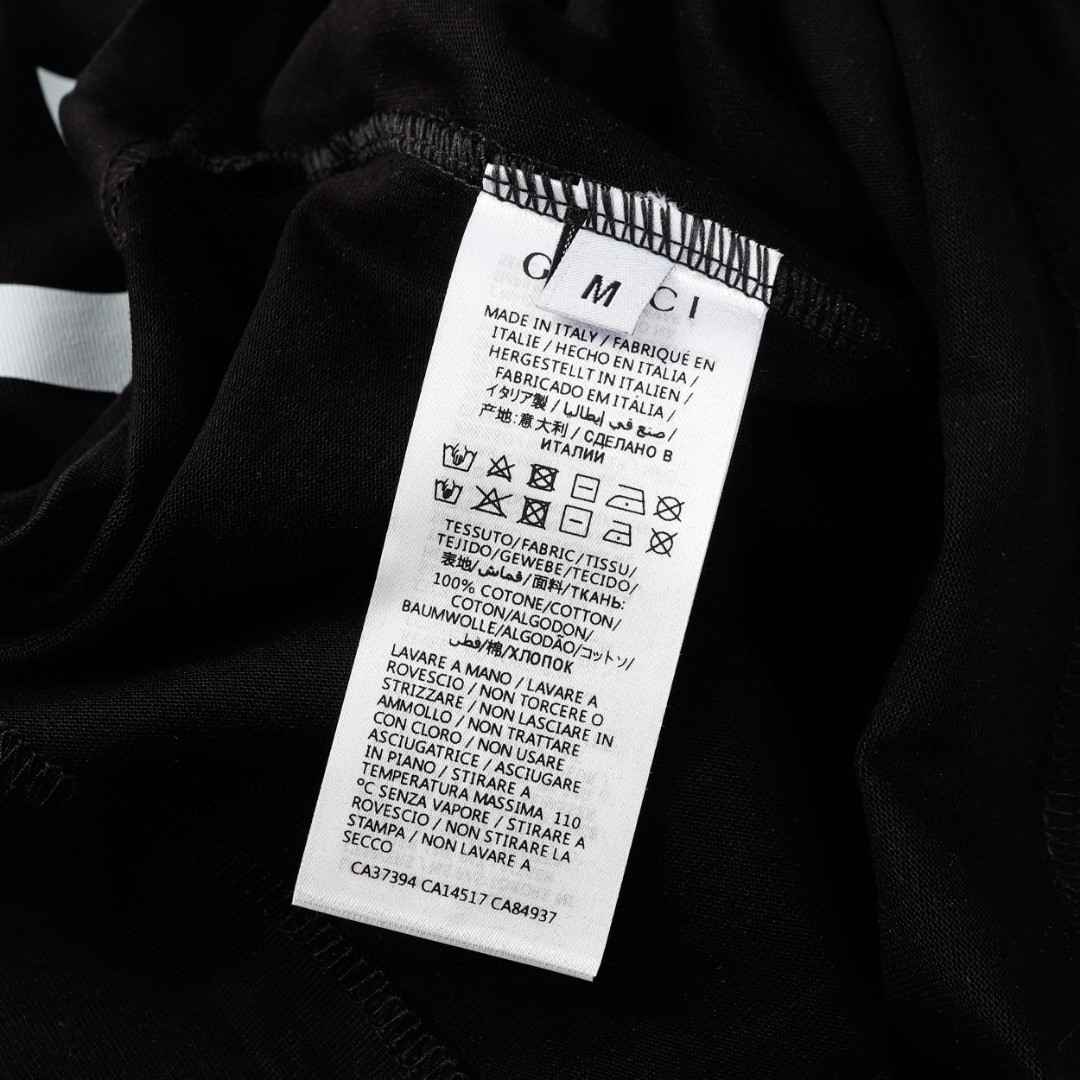 G CCI
M
MADE IN ITALY / FABRIQUÉ EN
ITALIE / HECHO EN ITALIA /
HERGESTELLT IN ITALIEN /
FABRICADO EM ITÁLIA /
イタリア製 / صنع في إيطاليا /
产地:意大利 / СДЕЛАНО В
ИТАЛИИ
TESSUTO/FABRIC/TISSU/
TEJIDO/GEWEBE/TECIDO/
表地/قماش/面料/ТКАНЬ:
100% COTONE/COTTON/
COTON/ALGODON/
BAUMWOLLE/ALGODÃO/コットン/
قطن/棉/ХЛОПОК
LAVARE A MANO / LAVARE A
ROVESCIO / NON TORCERE O
STRIZZARE / NON LASCIARE IN
AMMOLLO / NON TRATTARE
CON CLORO / NON USARE
ASCIUGATRICE / ASCIUGARE
IN PIANO / STIRARE A
TEMPERATURA MASSIMA 110
°C SENZA VAPORE / STIRARE A
ROVESCIO / NON STIRARE LA
STAMPA / NON LAVARE A
SECCO
CA37394 CA14517 CA84937